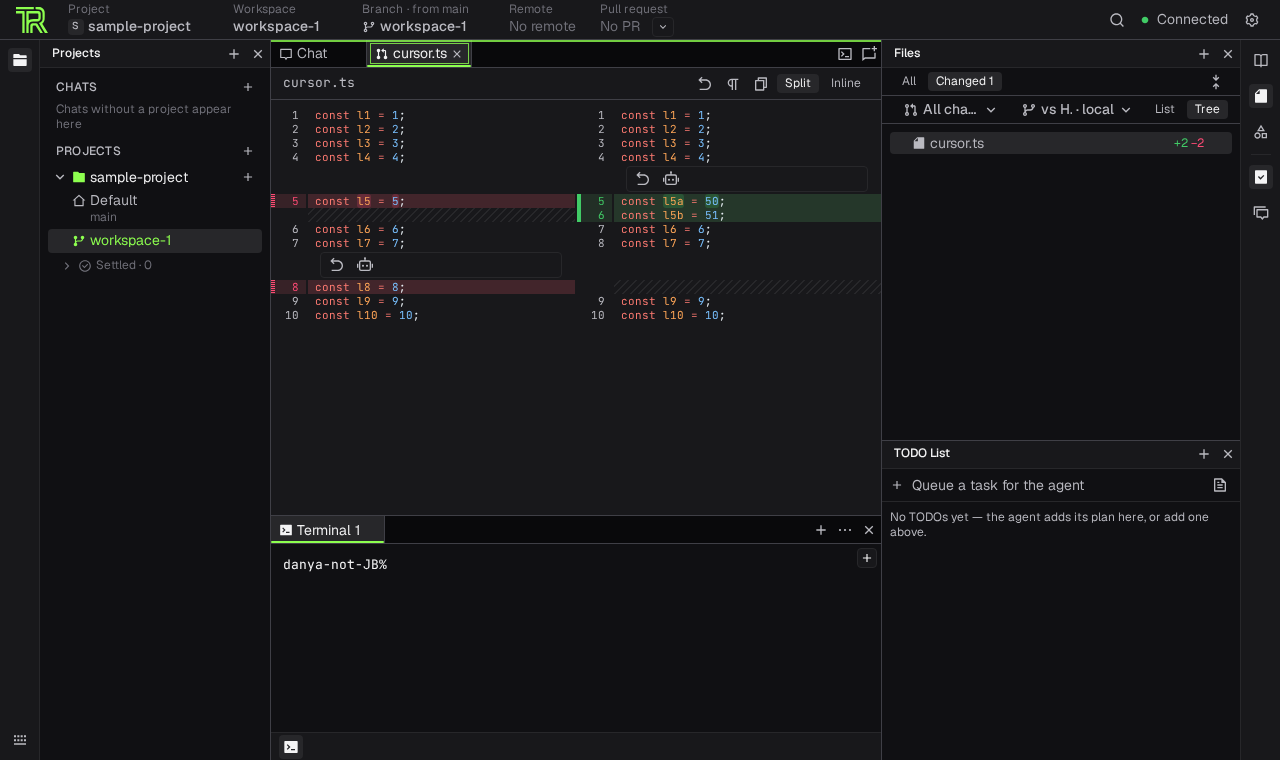 TR
Project
S sample-project
Workspace
workspace-1
Branch · from main
workspace-1
Remote
No remote
Pull request
No PR
Connected
Projects
CHATS
Chats without a project appear
here
PROJECTS
sample-project
Default
main
workspace-1
Settled · 0
Chat
cursor.ts
cursor.ts
Split
Inline
1 const l1 = 1;
2 const l2 = 2;
3 const l3 = 3;
4 const l4 = 4;
5 const l5 = 5;
6 const l6 = 6;
7 const l7 = 7;
8 const l8 = 8;
9 const l9 = 9;
10 const l10 = 10;
1 const l1 = 1;
2 const l2 = 2;
3 const l3 = 3;
4 const l4 = 4;
5 const l5a = 50;
6 const l5b = 51;
7 const l6 = 6;
8 const l7 = 7;
9 const l9 = 9;
10 const l10 = 10;
Terminal 1
danya-not-JB%
Files
All
Changed 1
All cha...
vs H. · local
List
Tree
cursor.ts
+2 −2
TODO List
Queue a task for the agent
No TODOs yet — the agent adds its plan here, or add one
above.